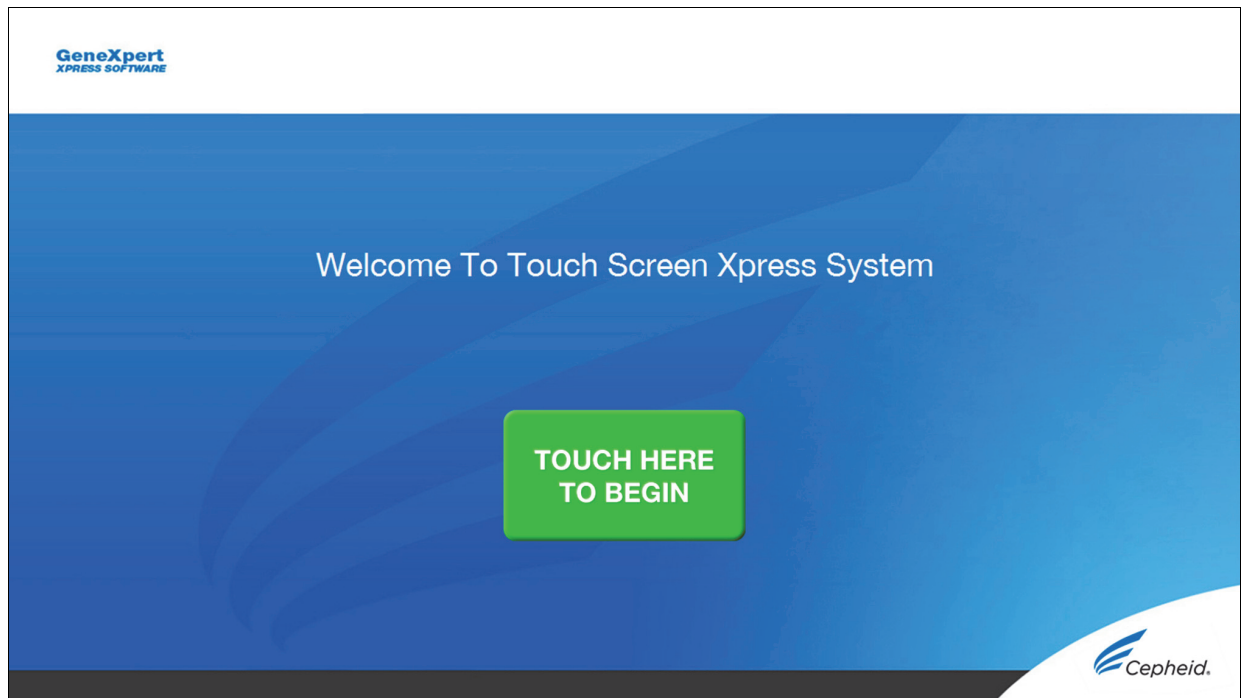 GeneXpert
XPRESS SOFTWARE
Welcome To Touch Screen Xpress System
TOUCH HERE
TO BEGIN
Cepheid.